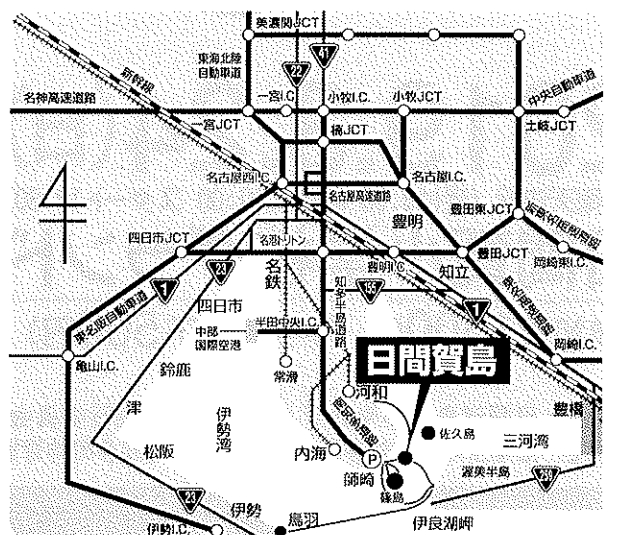 美濃関JCT
東海北陸
自動車道
新幹線
22
41
名神高速道路
一宮I.C.
小牧I.C.
小牧JCT
中央自動車道
一宮JCT
土岐JCT
楠JCT
名古屋西I.C.
名古屋高速道路
名古屋I.C.
豊明
豊田東JCT
岡崎東I.C.
四日市JCT
名港トリトン
豊明I.C.
豊田JCT
知立
名鉄
知多半島道路
23
155
1
1
東名阪自動車道
四日市
中部
国際空港
半田中央I.C.
岡崎I.C.
亀山I.C.
鈴鹿
常滑
日間賀島
河和
豊橋
津
伊勢湾
佐久島
三河湾
松阪
内海
師崎
P
篠島
渥美半島
259
23
伊勢
伊勢I.C.
鳥羽
伊良湖岬